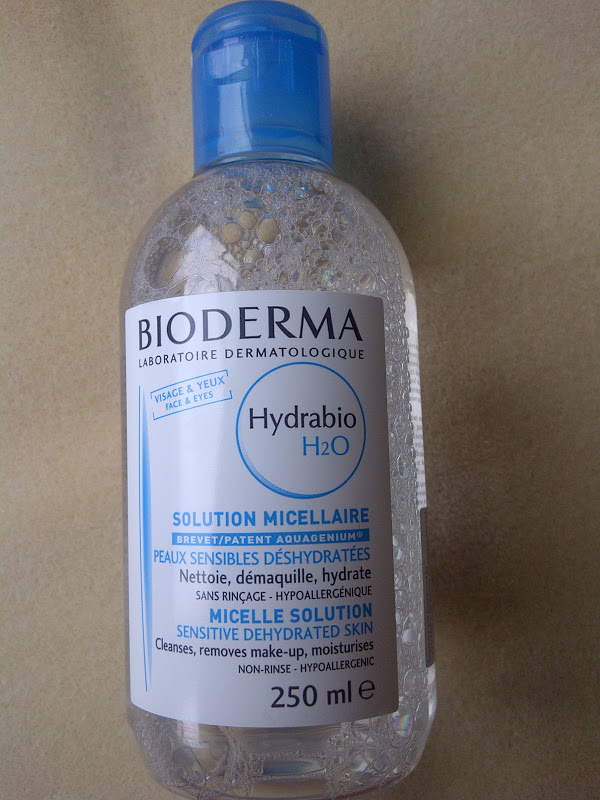 BIODERMA
LABORATOIRE DERMATOLOGIQUE
VISAGE & YEUX
FACE & EYES
Hydrabio
H2O
SOLUTION MICELLAIRE
BREVET/PATENT AQUAGENIUM®
PEAUX SENSIBLES DÉSHYDRATÉES
Nettoie, démaquille, hydrate
SANS RINÇAGE - HYPOALLERGÉNIQUE
MICELLE SOLUTION
SENSITIVE DEHYDRATED SKIN
Cleanses, removes make-up, moisturises
NON-RINSE - HYPOALLERGENIC
250 ml e